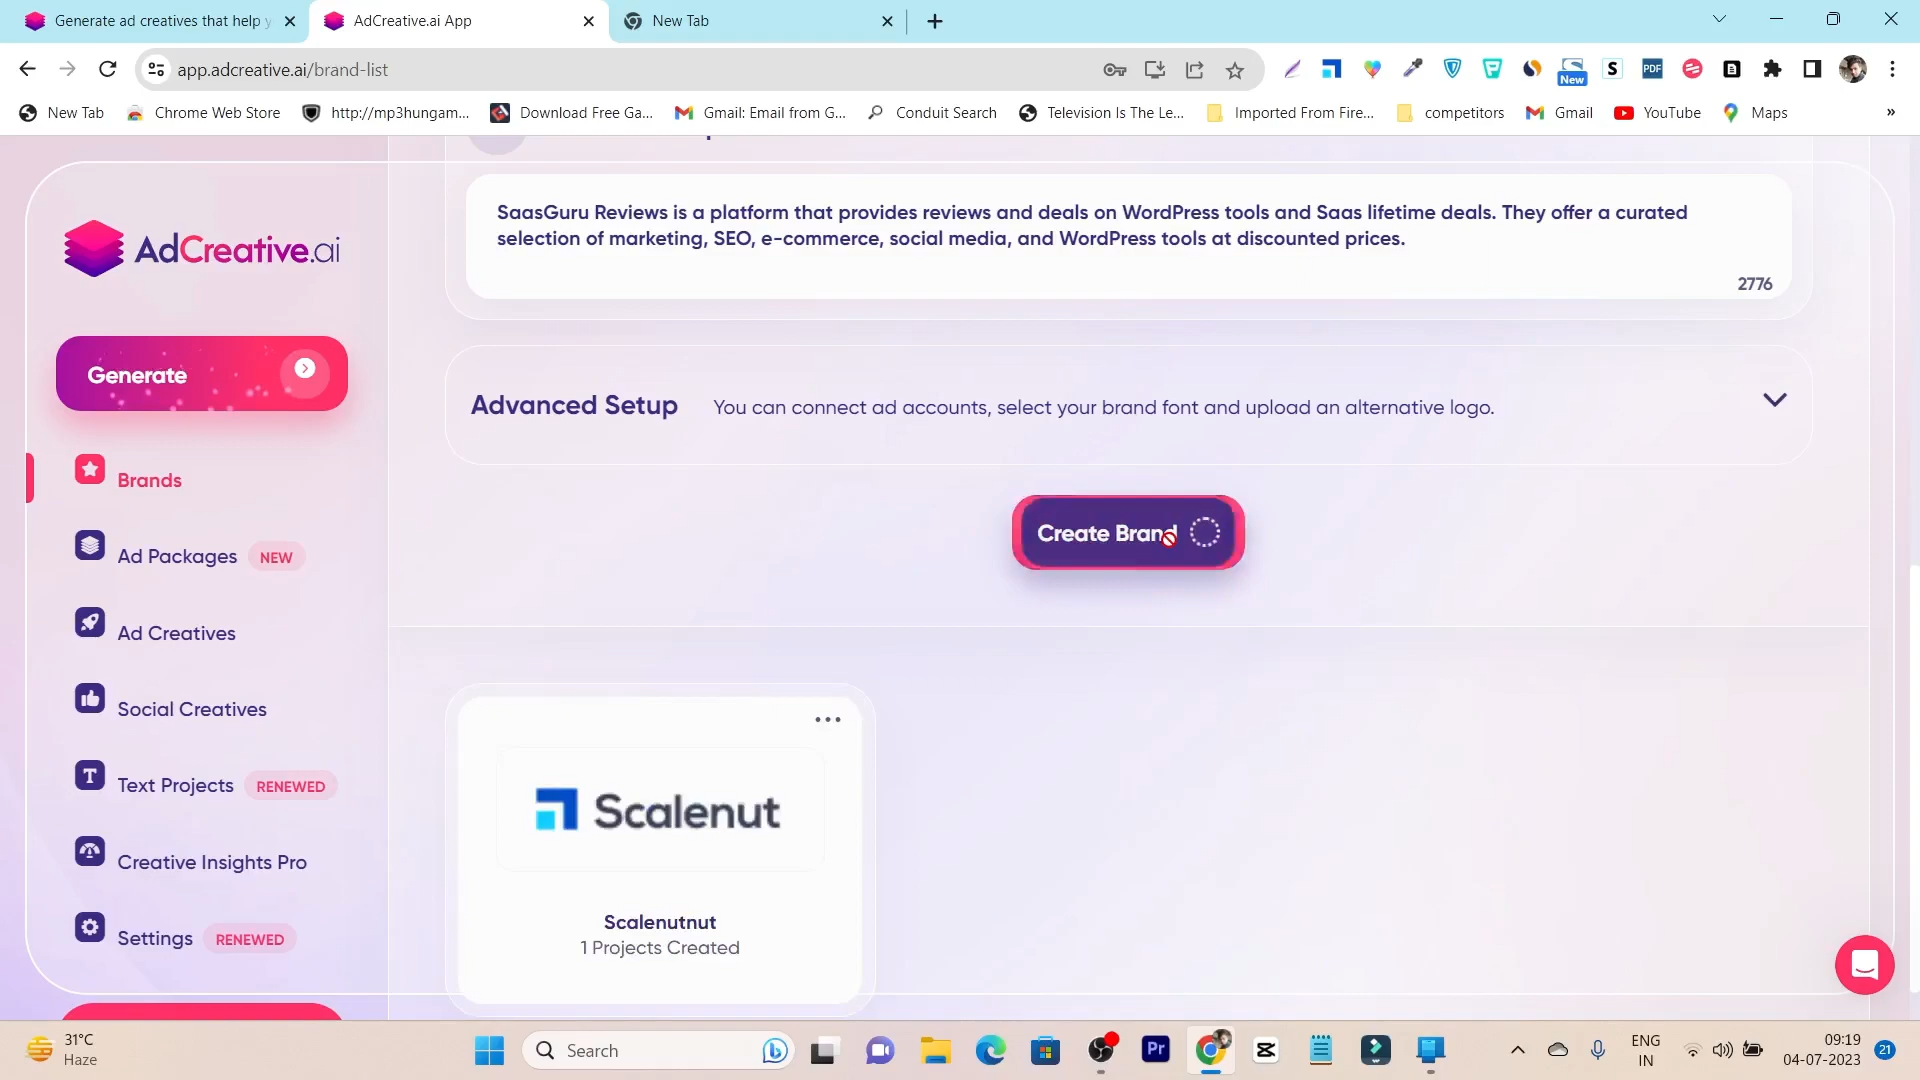 Generate ad creatives that help y
AdCreative.ai App
New Tab
app.adcreative.ai/brand-list
New
S
PDF
New Tab
Chrome Web Store
http://mp3hungam...
Download Free Ga...
Gmail: Email from G...
Conduit Search
Television Is The Le...
Imported From Fire...
competitors
Gmail
YouTube
Maps
»
AdCreative.ai
Generate
Brands
Ad Packages NEW
Ad Creatives
Social Creatives
T Text Projects RENEWED
Creative Insights Pro
Settings RENEWED
SaasGuru Reviews is a platform that provides reviews and deals on WordPress tools and Saas lifetime deals. They offer a curated
selection of marketing, SEO, e-commerce, social media, and WordPress tools at discounted prices.
2776
Advanced Setup You can connect ad accounts, select your brand font and upload an alternative logo.
Create Brand
Scalenut
Scalenutnut
1 Projects Created
31°C
Haze
Search
Pr
ENG
IN
09:19
04-07-2023
21